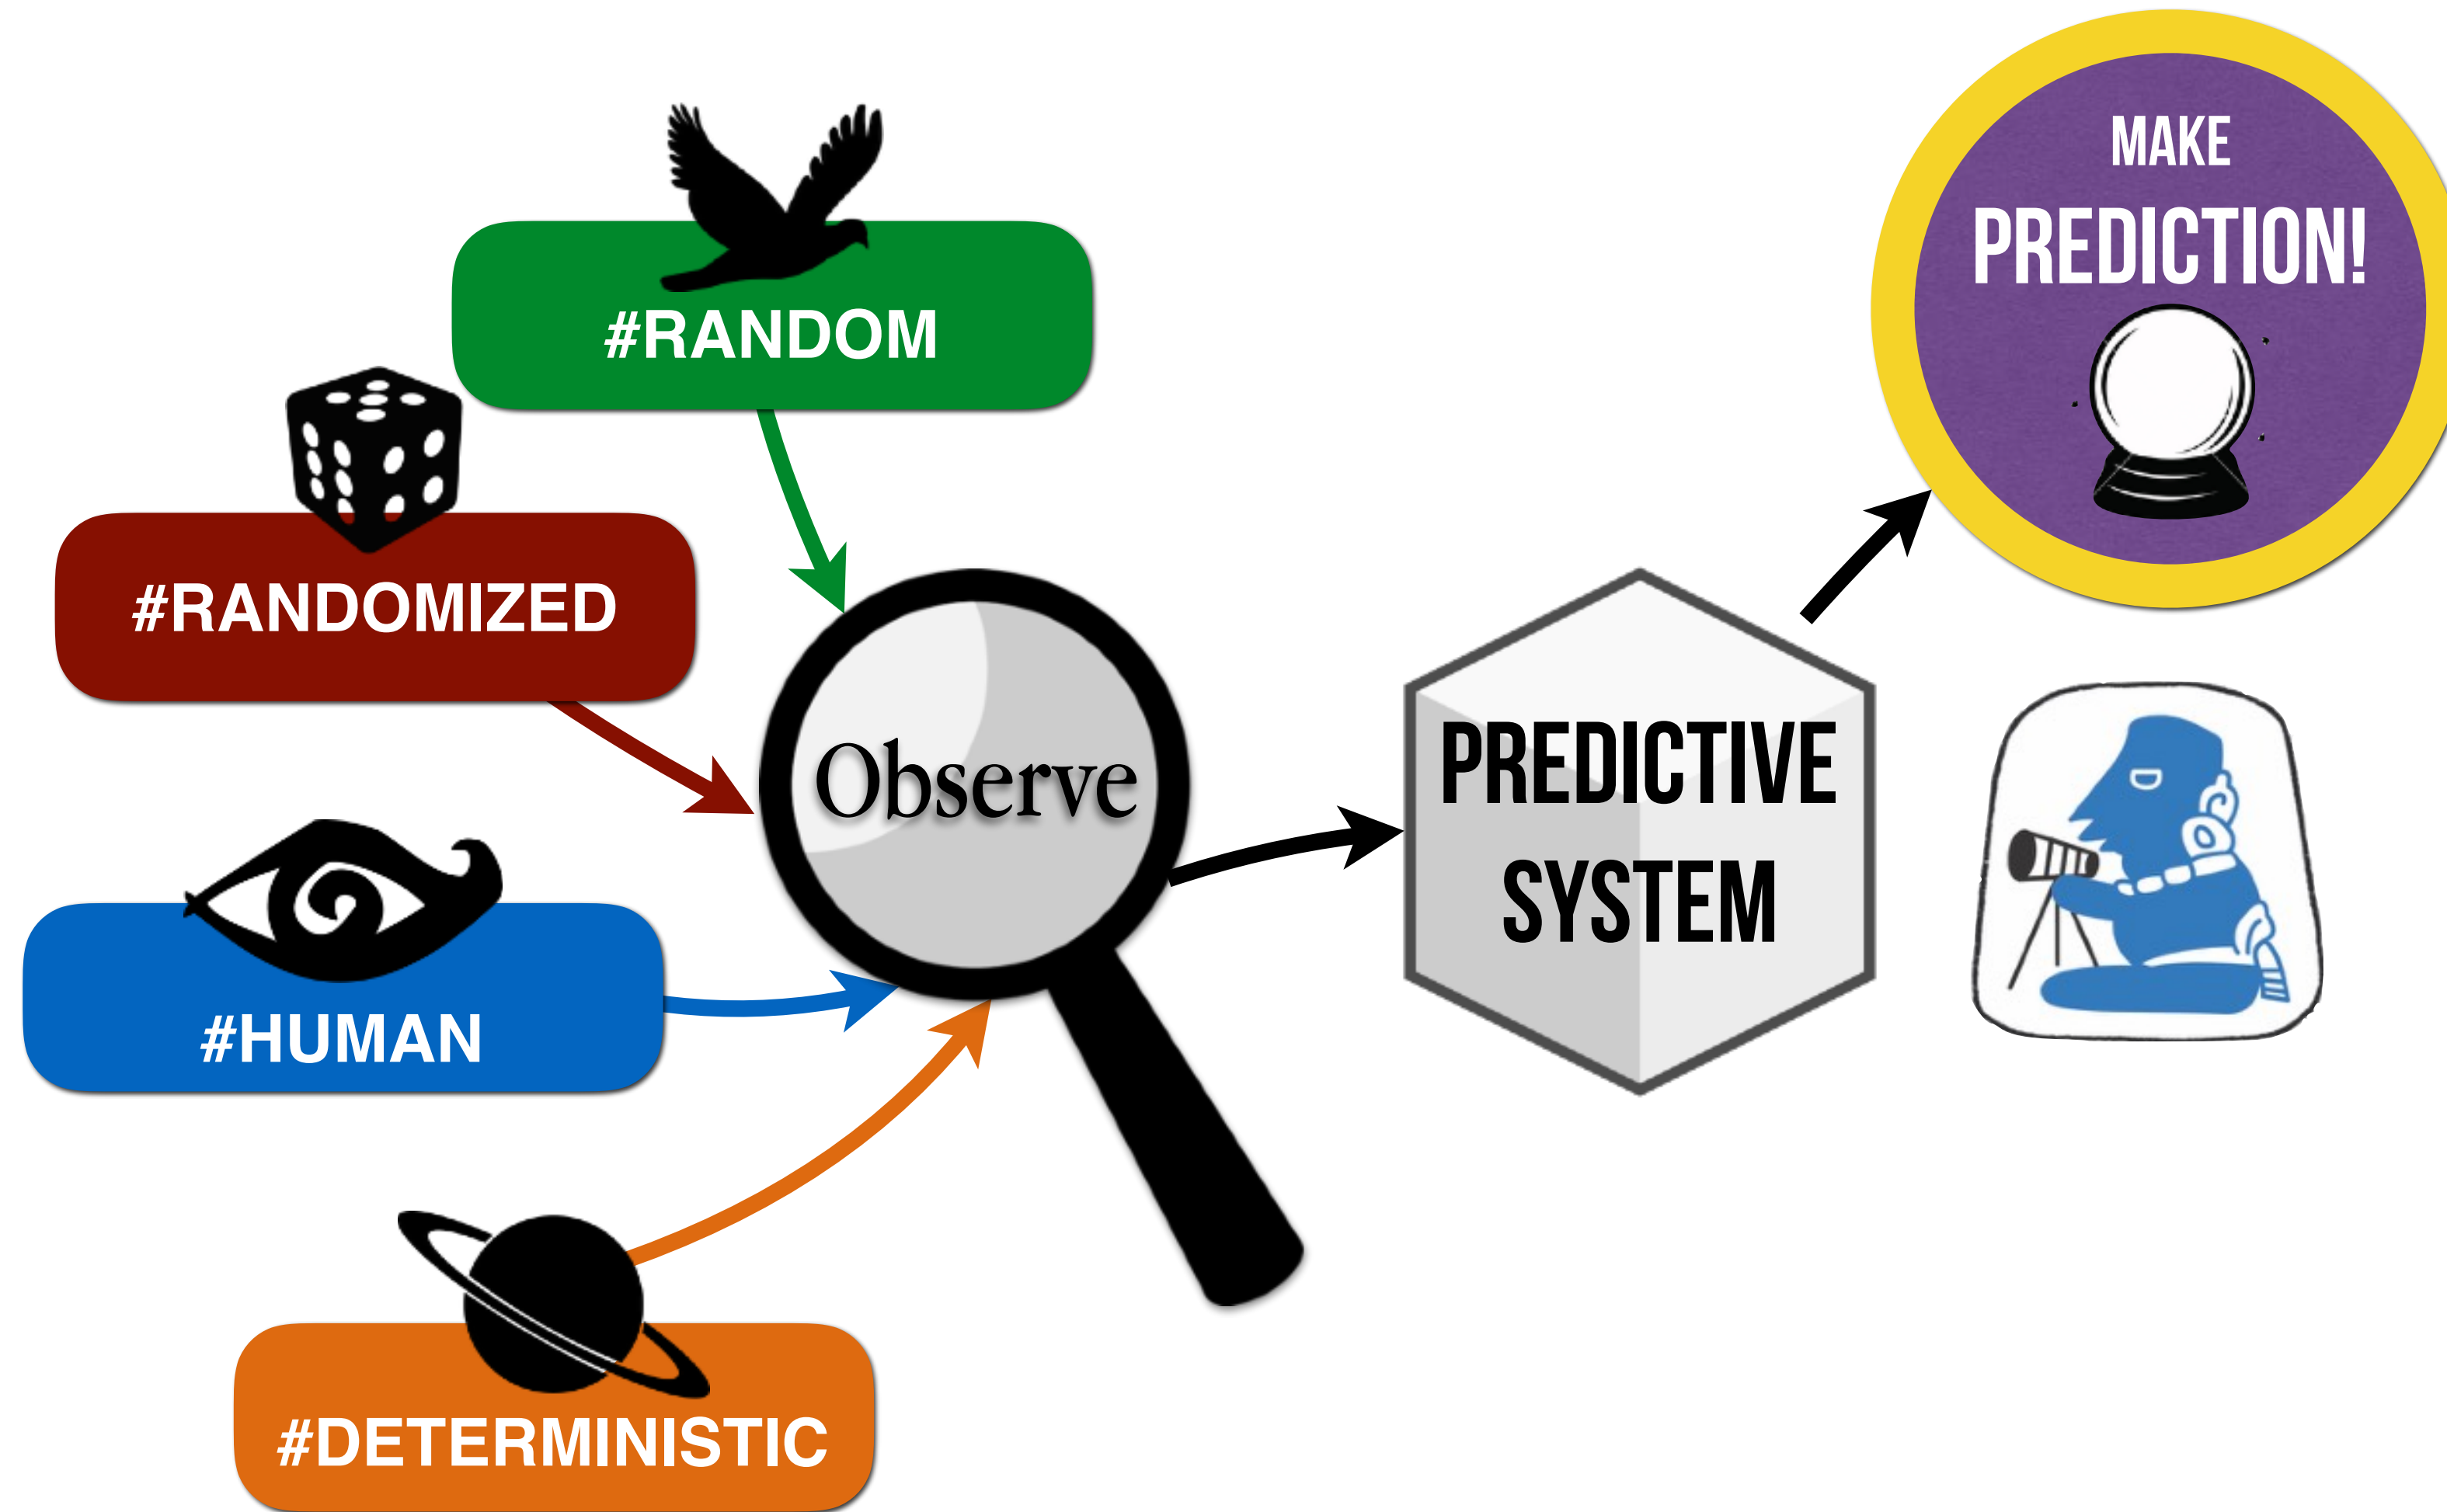 #RANDOM
#RANDOMIZED
#HUMAN
#DETERMINISTIC
Observe
PREDICTIVE
SYSTEM
MAKE
PREDICTION!